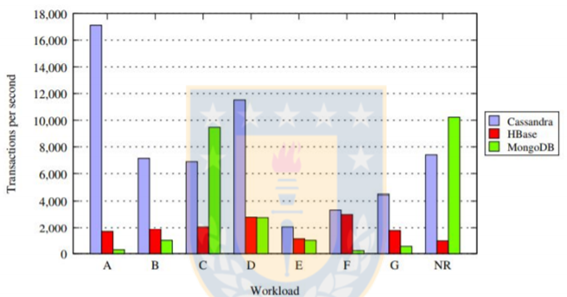 18,000
16,000
14,000
12,000
10,000
8,000
6,000
4,000
2,000
0
Transactions per second
A B C D E F G NR
Workload
Cassandra
HBase
MongoDB